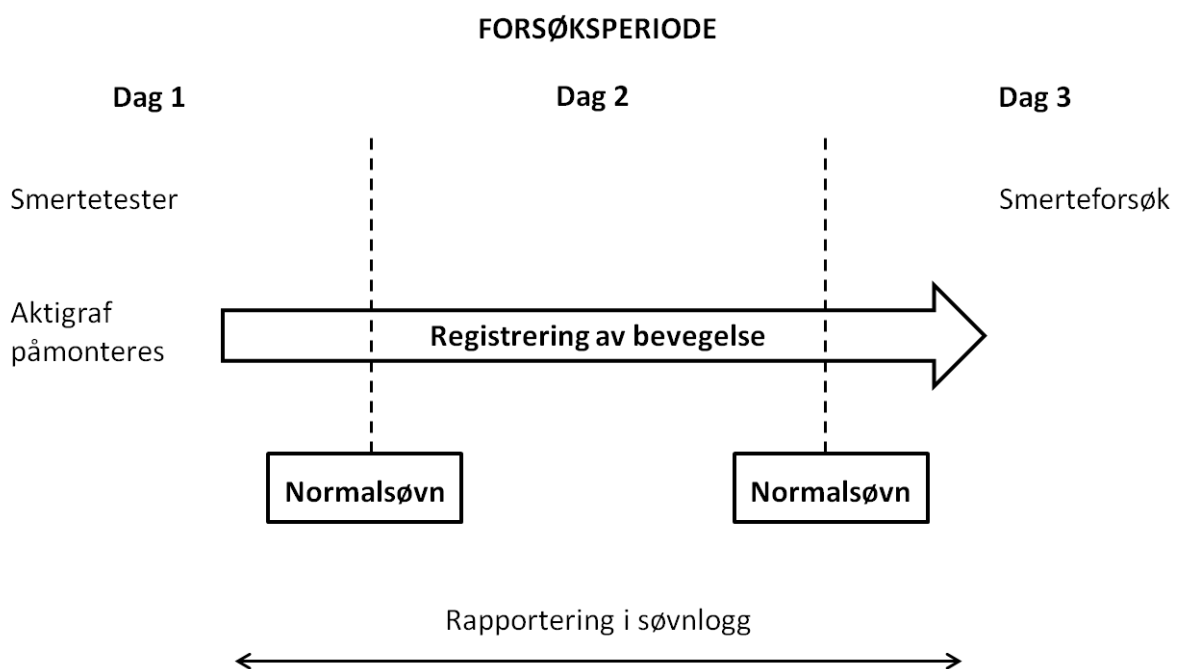 FORSØKSPERIODE
Dag 1
Dag 2
Dag 3
Smertetester
Smerteforsøk
Aktigraf
påmonteres
Registrering av bevegelse
Normalsøvn
Normalsøvn
Rapportering i søvnlogg